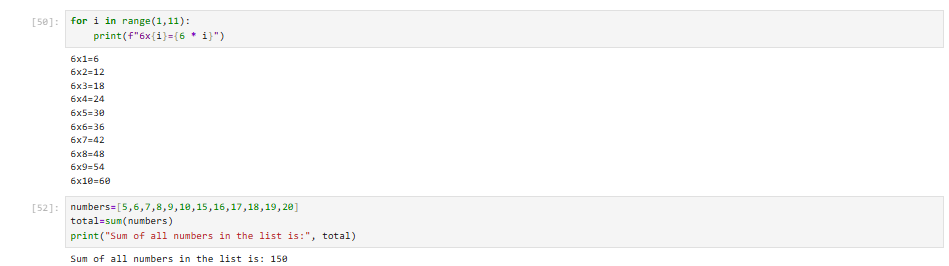 [50]: for i in range(1,11):
print(f"6x{i}={6 * i}")
6x1=6
6x2=12
6x3=18
6x4=24
6x5=30
6x6=36
6x7=42
6x8=48
6x9=54
6x10=60
[52]: numbers=[5,6,7,8,9,10,15,16,17,18,19,20]
total=sum(numbers)
print("Sum of all numbers in the list is:", total)
Sum of all numbers in the list is: 150